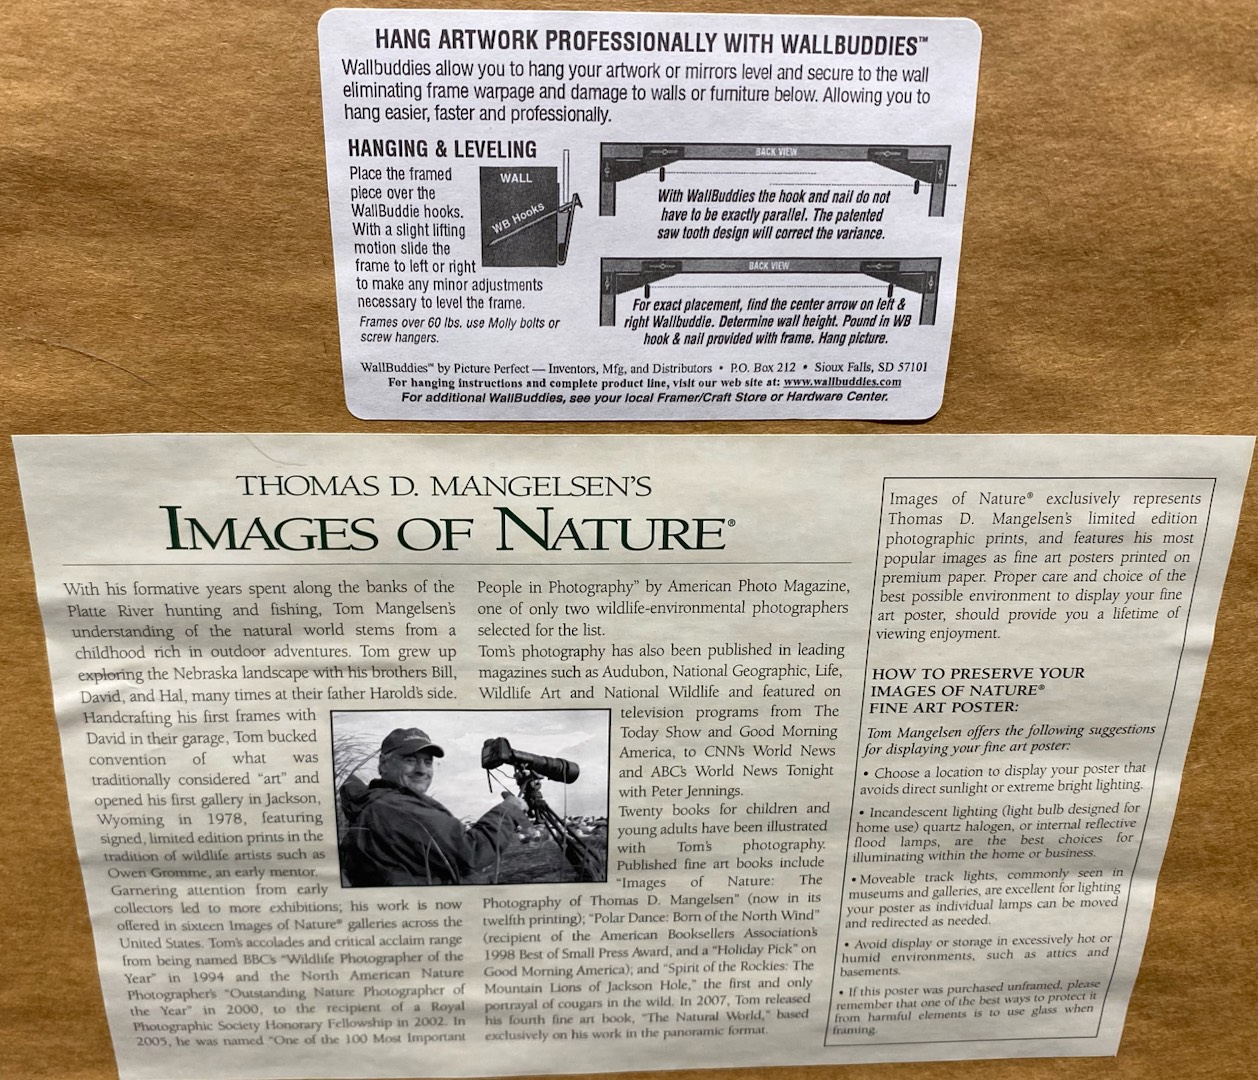 HANG ARTWORK PROFESSIONALLY WITH WALLBUDDIES™
Wallbuddies allow you to hang your artwork or mirrors level and secure to the wall
eliminating frame warpage and damage to walls or furniture below. Allowing you to
hang easier, faster and professionally.
HANGING & LEVELING
Place the framed
piece over the
WallBuddie hooks.
With a slight lifting
motion slide the
frame to left or right
to make any minor adjustments
necessary to level the frame.
Frames over 60 lbs. use Molly bolts or
screw hangers.
WALL
WB Hooks
BACK VIEW
With WallBuddies the hook and nail do not
have to be exactly parallel. The patented
saw tooth design will correct the variance.
BACK VIEW
For exact placement, find the center arrow on left &
right Wallbuddie. Determine wall height. Pound in WB
hook & nail provided with frame. Hang picture.
WallBuddies™ by Picture Perfect — Inventors, Mfg, and Distributors • P.O. Box 212 • Sioux Falls, SD 57101
For hanging instructions and complete product line, visit our web site at: www.wallbuddies.com
For additional WallBuddies, see your local Framer/Craft Store or Hardware Center.
THOMAS D. MANGELSEN'S
IMAGES OF NATURE®
With his formative years spent along the banks of the
Platte River hunting and fishing, Tom Mangelsen's
understanding of the natural world stems from a
childhood rich in outdoor adventures. Tom grew up
exploring the Nebraska landscape with his brothers Bill,
David, and Hal, many times at their father Harold's side.
Handcrafting his first frames with
David in their garage, Tom bucked
convention of what was
traditionally considered "art" and
opened his first gallery in Jackson,
Wyoming in 1978, featuring
signed, limited edition prints in the
tradition of wildlife artists such as
Owen Gromme, an early mentor.
Garnering attention from early
collectors led to more exhibitions; his work is now
offered in sixteen Images of Nature® galleries across the
United States. Tom's accolades and critical acclaim range
from being named BBC's "Wildlife Photographer of the
Year" in 1994 and the North American Nature
Photographer's "Outstanding Nature Photographer of
the Year" in 2000, to the recipient of a Royal
Photographic Society Honorary Fellowship in 2002. In
2005, he was named "One of the 100 Most Important
People in Photography" by American Photo Magazine,
one of only two wildlife-environmental photographers
selected for the list.
Tom's photography has also been published in leading
magazines such as Audubon, National Geographic, Life,
Wildlife Art and National Wildlife and featured on
television programs from The
Today Show and Good Morning
America, to CNN's World News
and ABC's World News Tonight
with Peter Jennings.
Twenty books for children and
young adults have been illustrated
with Tom's photography.
Published fine art books include
"Images of Nature: The
Photography of Thomas D. Mangelsen" (now in its
twelfth printing); "Polar Dance: Born of the North Wind"
(recipient of the American Booksellers Association's
1998 Best of Small Press Award, and a "Holiday Pick" on
Good Morning America); and "Spirit of the Rockies: The
Mountain Lions of Jackson Hole," the first and only
portrayal of cougars in the wild. In 2007, Tom released
his fourth fine art book, "The Natural World," based
exclusively on his work in the panoramic format.
Images of Nature® exclusively represents
Thomas D. Mangelsen's limited edition
photographic prints, and features his most
popular images as fine art posters printed on
premium paper. Proper care and choice of the
best possible environment to display your fine
art poster, should provide you a lifetime of
viewing enjoyment.
HOW TO PRESERVE YOUR
IMAGES OF NATURE®
FINE ART POSTER:
Tom Mangelsen offers the following suggestions
for displaying your fine art poster:
• Choose a location to display your poster that
avoids direct sunlight or extreme bright lighting.
• Incandescent lighting (light bulb designed for
home use) quartz halogen, or internal reflective
flood lamps, are the best choices for
illuminating within the home or business.
• Moveable track lights, commonly seen in
museums and galleries, are excellent for lighting
your poster as individual lamps can be moved
and redirected as needed.
• Avoid display or storage in excessively hot or
humid environments, such as attics and
basements.
• If this poster was purchased unframed, please
remember that one of the best ways to protect it
from harmful elements is to use glass when
framing.